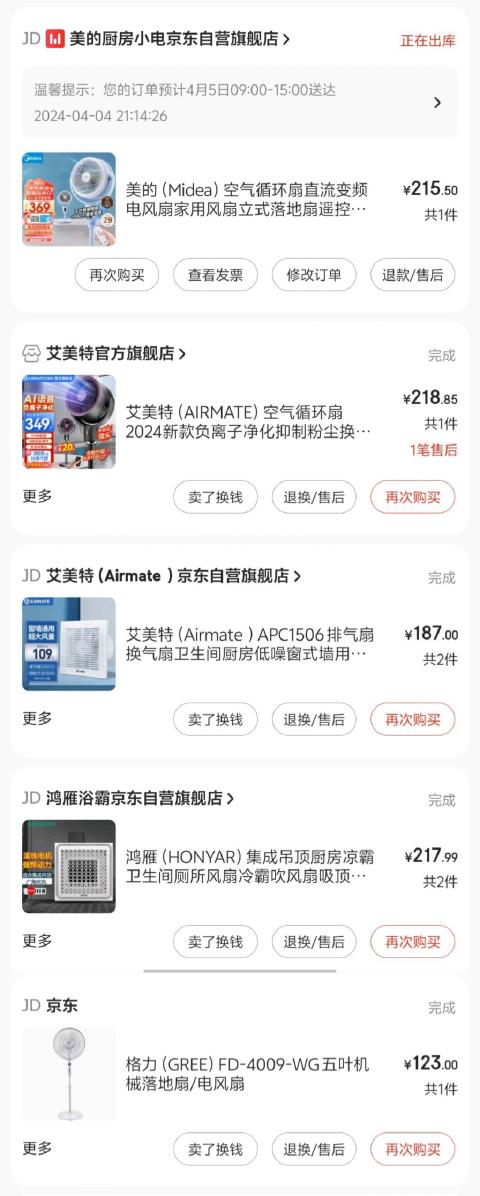 JD 美的厨房小电京东自营旗舰店
正在出库
温馨提示：您的订单预计4月5日09:00-15:00送达
2024-04-04 21:14:26
Midea
369
29
美的（Midea）空气循环扇直流变频
电风扇家用风扇立式落地扇遥控…
¥215.50
共1件
再次购买
查看发票
修改订单
退款/售后
艾美特官方旗舰店
完成
AI语音
负离子净化
349
艾美特（AIRMATE）空气循环扇
2024新款负离子净化抑制粉尘换…
¥218.85
共1件
1笔售后
更多
卖了换钱
退换/售后
再次购买
JD 艾美特（Airmate ）京东自营旗舰店
完成
AIRMATE
窗墙通用
超大风量
109
艾美特（Airmate ）APC1506排气扇
换气扇卫生间厨房低噪窗式墙用…
¥187.00
共2件
更多
卖了换钱
退换/售后
再次购买
JD 鸿雁浴霸京东自营旗舰店
完成
滚珠电机
强悍动力
鸿雁（HONYAR）集成吊顶厨房凉霸
卫生间厕所风扇冷霸吹风扇吸顶…
¥217.99
共2件
更多
卖了换钱
退换/售后
再次购买
JD 京东
完成
格力（GREE）FD-4009-WG五叶机
械落地扇/电风扇
¥123.00
共1件
更多
卖了换钱
退换/售后
再次购买